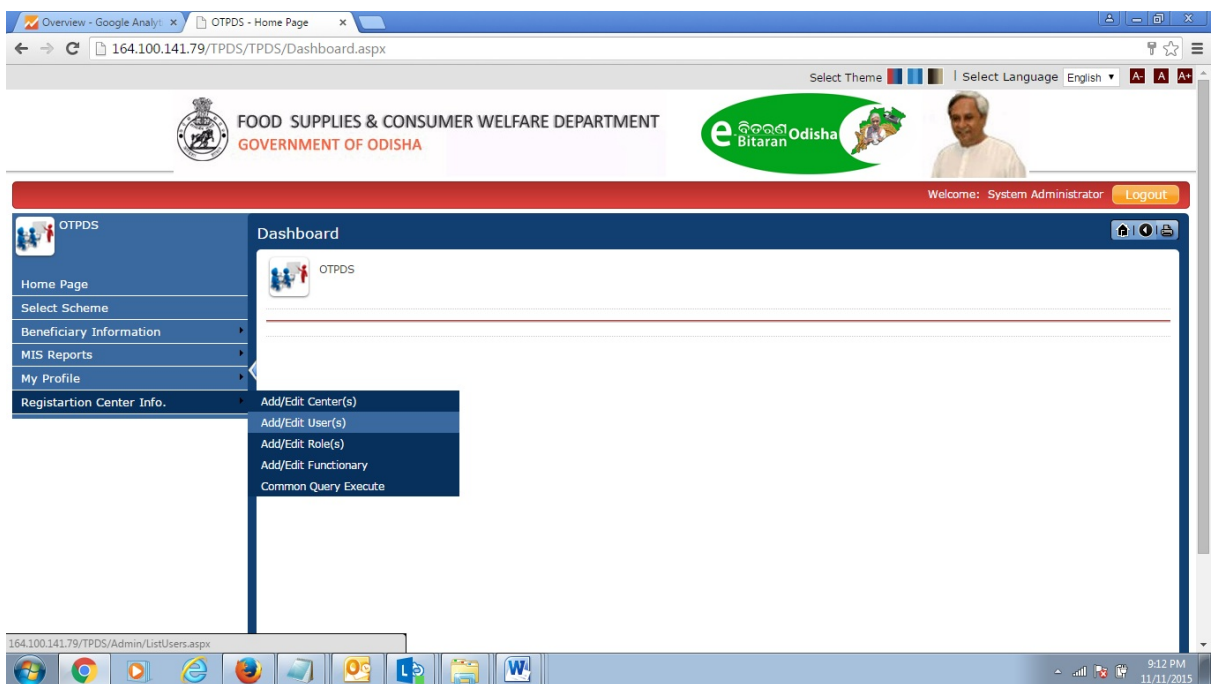 Overview - Google Analyt
OTPDS - Home Page
164.100.141.79/TPDS/TPDS/Dashboard.aspx
Select Theme | Select Language English A- A A+
FOOD SUPPLIES & CONSUMER WELFARE DEPARTMENT
GOVERNMENT OF ODISHA
e-ବିତରଣ
Bitaran Odisha
Welcome: System Administrator Logout
OTPDS
Dashboard
OTPDS
Home Page
Select Scheme
Beneficiary Information
MIS Reports
My Profile
Registartion Center Info.
Add/Edit Center(s)
Add/Edit User(s)
Add/Edit Role(s)
Add/Edit Functionary
Common Query Execute
164.100.141.79/TPDS/Admin/ListUsers.aspx
9:12 PM
11/11/2015